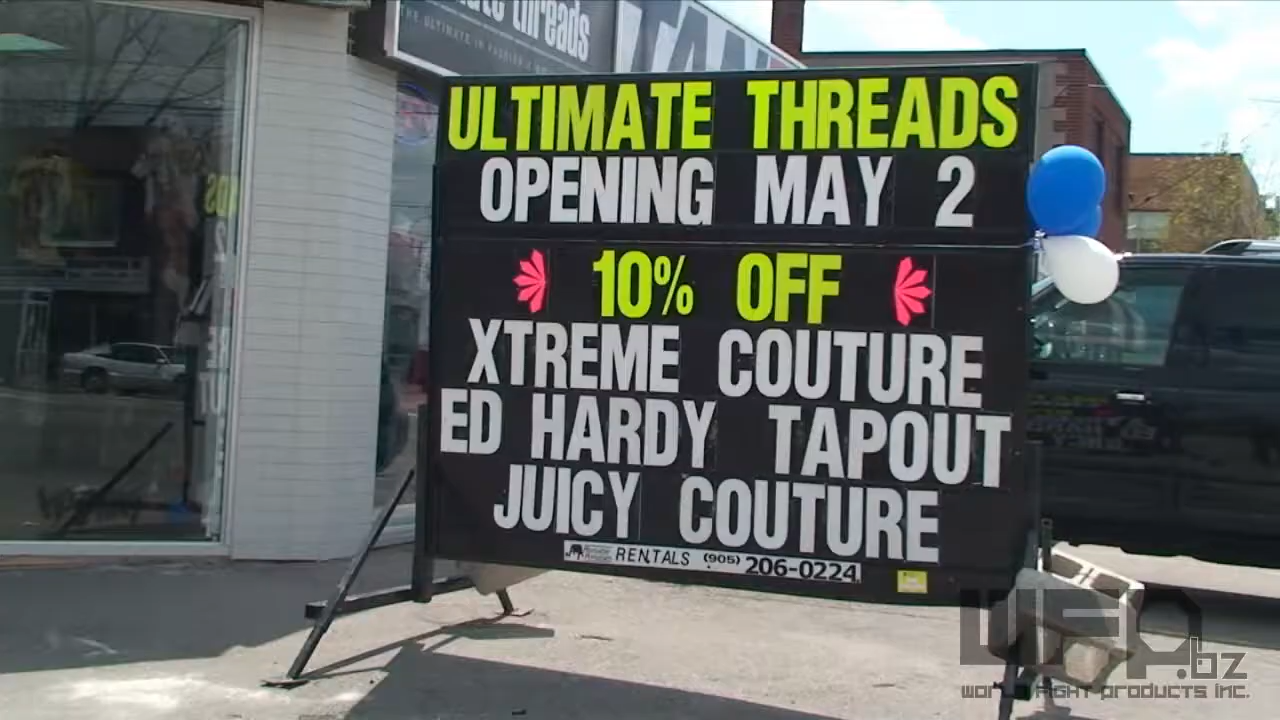 threads
ULTIMATE THREADS
OPENING MAY 2
10% OFF
XTREME COUTURE
ED HARDY TAPOUT
JUICY COUTURE
RENTALS (905) 206-0224
WFP.bz
WORLD FIGHT PRODUCTS INC.